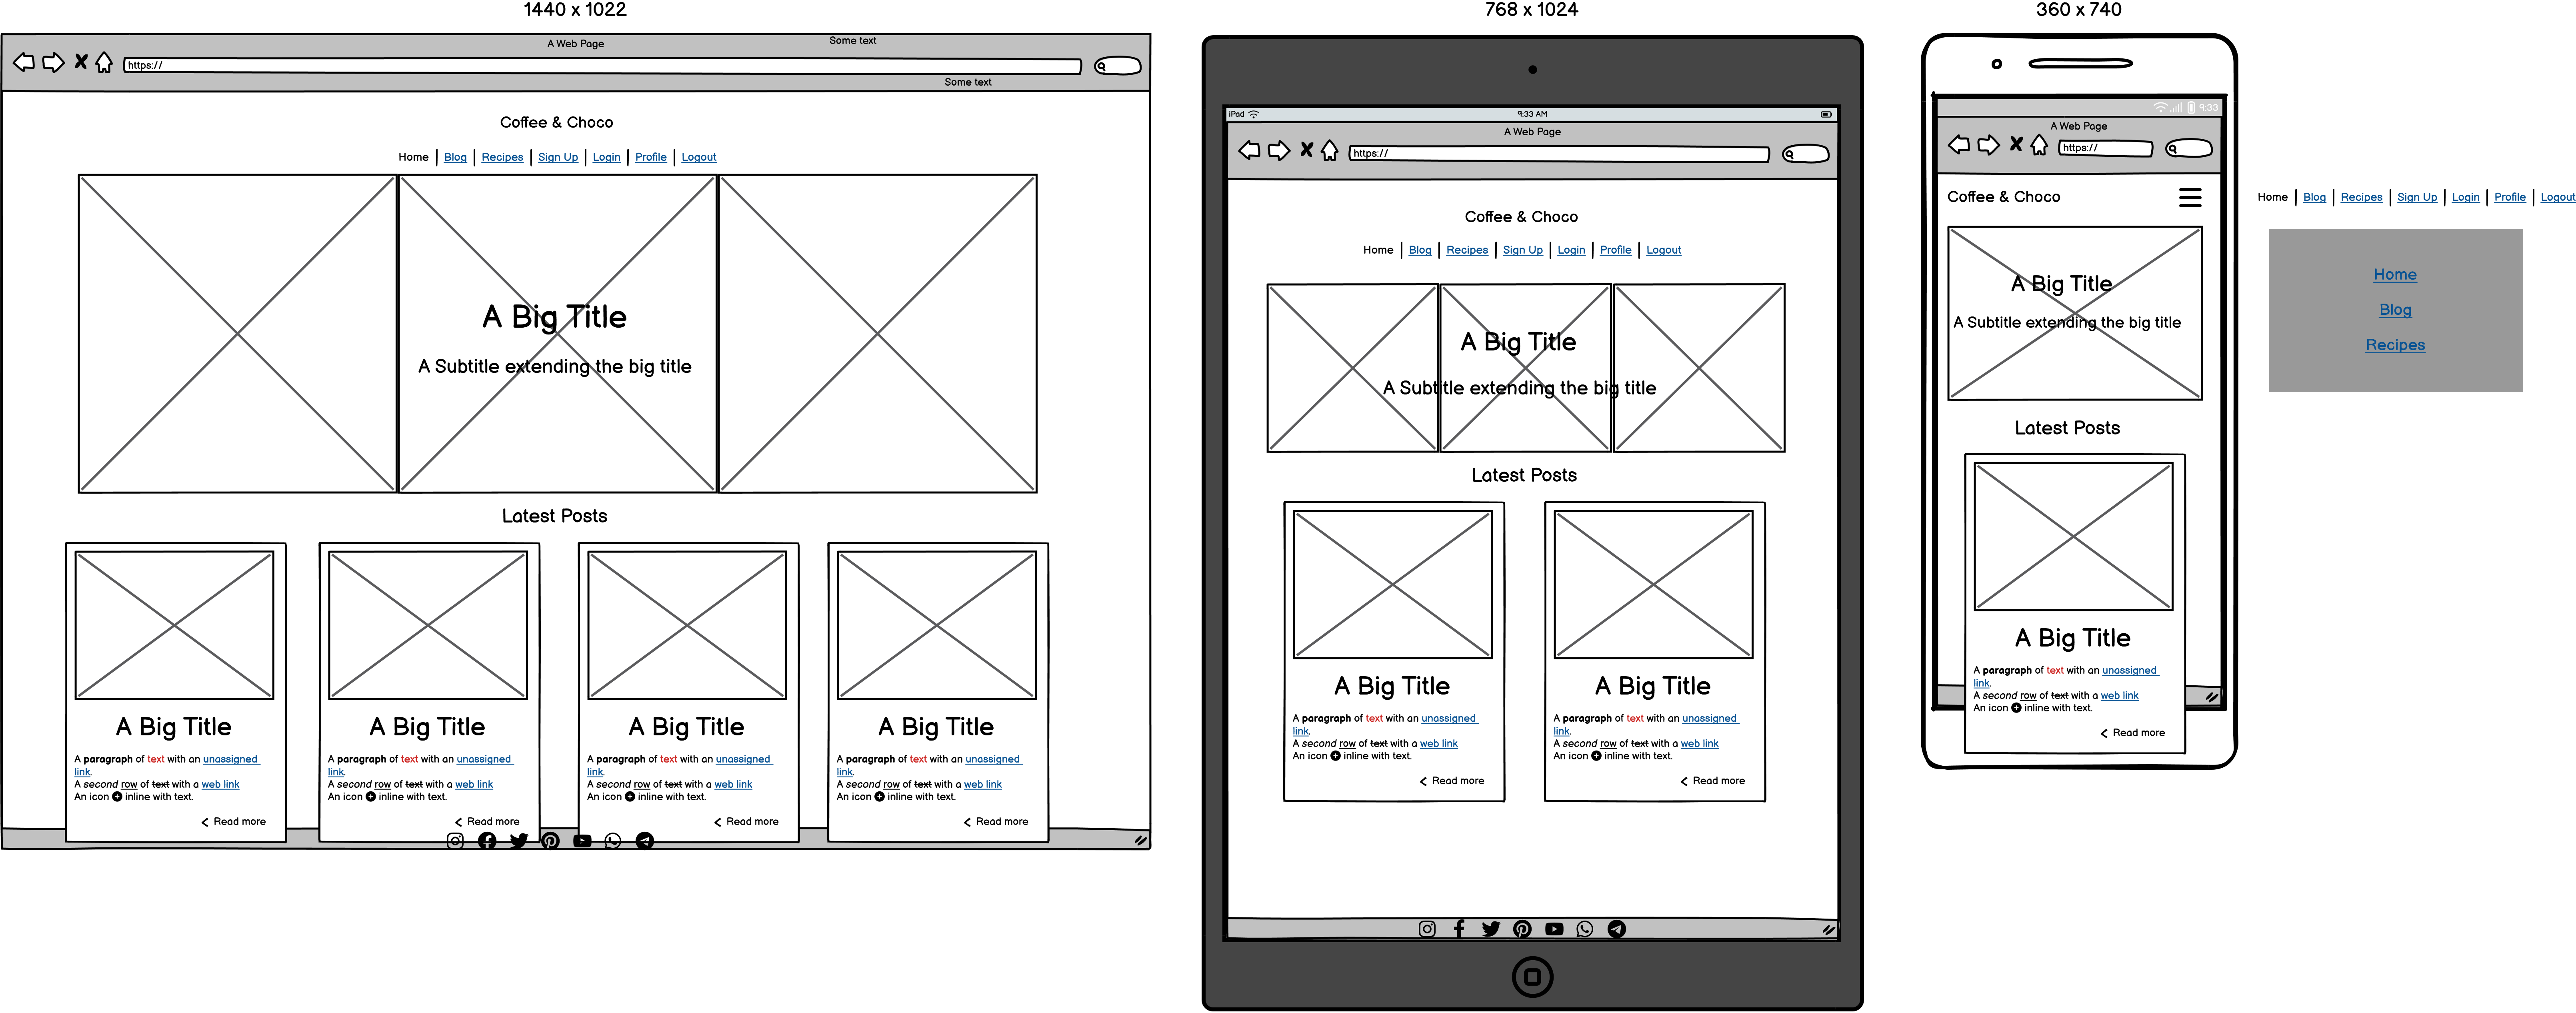 1440 x 1022
A Web Page
Some text
https://
Some text
Coffee & Choco
Home | Blog | Recipes | Sign Up | Login | Profile | Logout
A Big Title
A Subtitle extending the big title
Latest Posts
A Big Title
A paragraph of text with an unassigned
link.
A second row of text with a web link
An icon inline with text.
< Read more
A Big Title
A paragraph of text with an unassigned
link.
A second row of text with a web link
An icon inline with text.
< Read more
A Big Title
A paragraph of text with an unassigned
link.
A second row of text with a web link
An icon inline with text.
< Read more
A Big Title
A paragraph of text with an unassigned
link.
A second row of text with a web link
An icon inline with text.
< Read more
768 x 1024
iPad
9:33 AM
A Web Page
https://
Coffee & Choco
Home | Blog | Recipes | Sign Up | Login | Profile | Logout
A Big Title
A Subtitle extending the big title
Latest Posts
A Big Title
A paragraph of text with an unassigned
link.
A second row of text with a web link
An icon inline with text.
< Read more
A Big Title
A paragraph of text with an unassigned
link.
A second row of text with a web link
An icon inline with text.
< Read more
360 x 740
9:33
A Web Page
https://
Coffee & Choco
A Big Title
A Subtitle extending the big title
Latest Posts
A Big Title
A paragraph of text with an unassigned
link.
A second row of text with a web link
An icon inline with text.
< Read more
Home | Blog | Recipes | Sign Up | Login | Profile | Logout
Home
Blog
Recipes